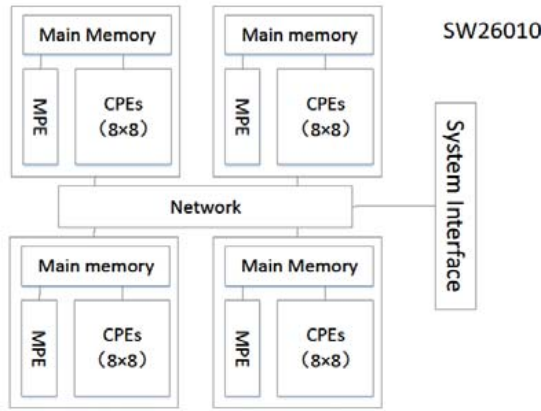 SW26010
Main Memory
MPE
CPEs
(8×8)
Main memory
MPE
CPEs
(8×8)
Network
System Interface
Main memory
MPE
CPEs
(8×8)
Main Memory
MPE
CPEs
(8×8)